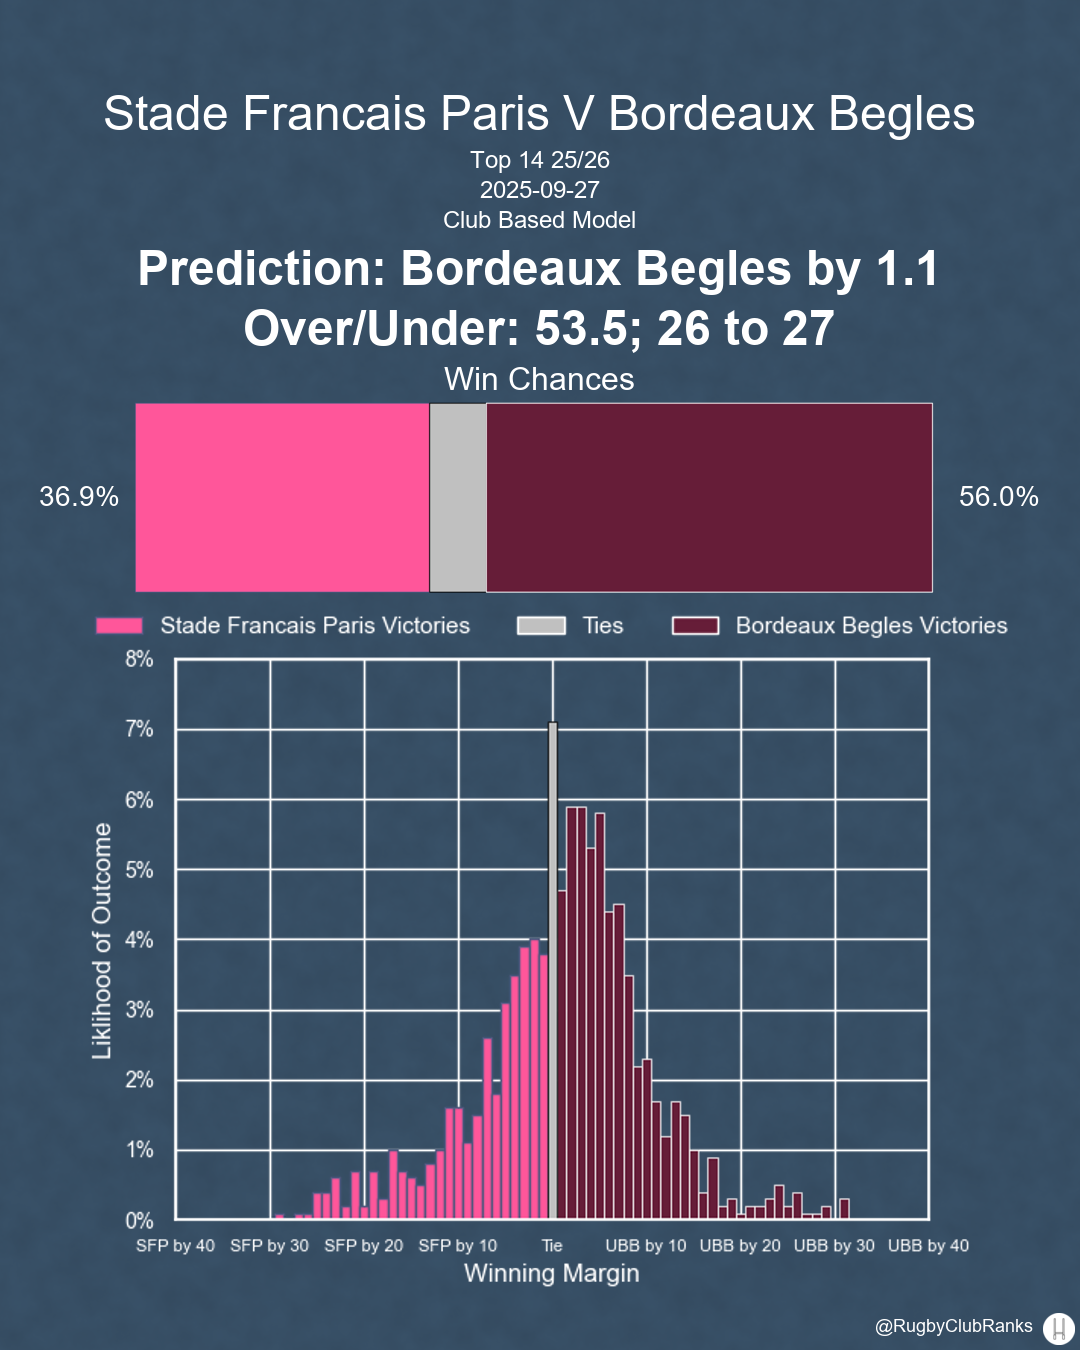 Stade Francais Paris V Bordeaux Begles
Top 14 25/26
2025-09-27
Club Based Model
Prediction: Bordeaux Begles by 1.1
Over/Under: 53.5; 26 to 27
Win Chances
36.9%
56.0%
Stade Francais Paris Victories
Ties
Bordeaux Begles Victories
8%
7%
6%
5%
4%
3%
2%
1%
0%
Liklihood of Outcome
SFP by 40
SFP by 30
SFP by 20
SFP by 10
Tie
UBB by 10
UBB by 20
UBB by 30
UBB by 40
Winning Margin
@RugbyClubRanks